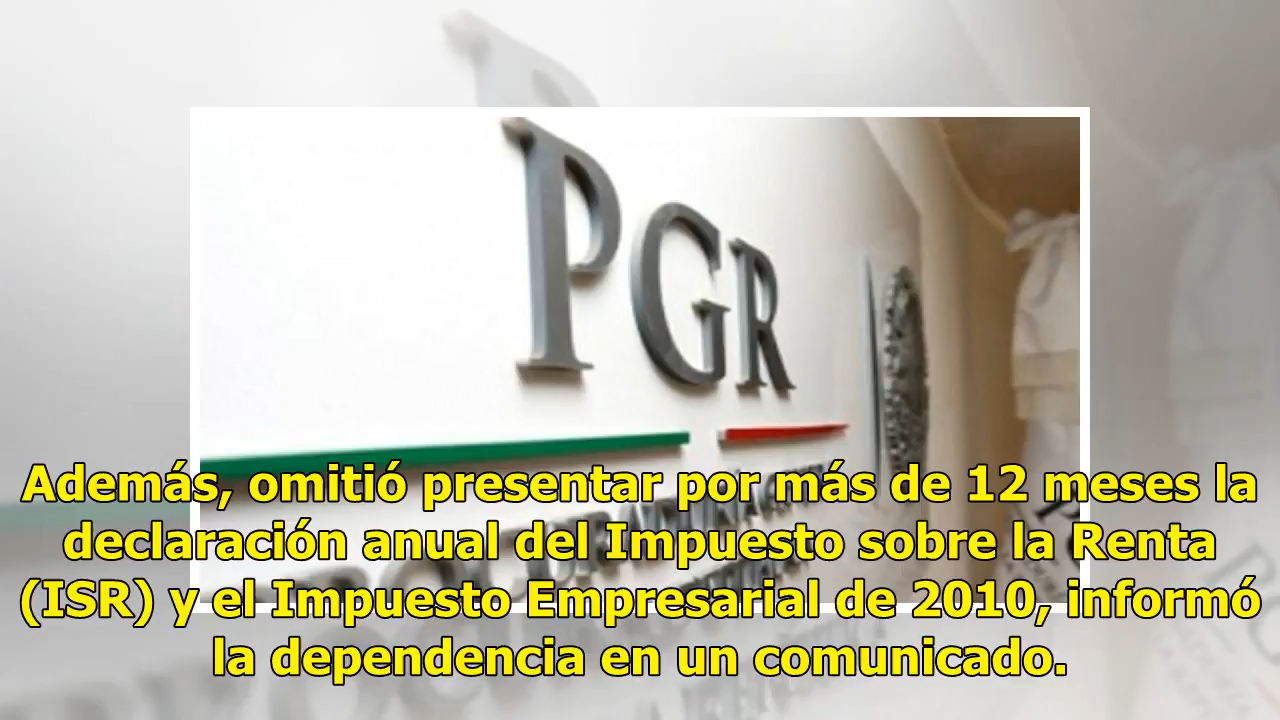 PGR
Además, omitió presentar por más de 12 meses la
declaración anual del Impuesto sobre la Renta
(ISR) y el Impuesto Empresarial de 2010, informó
la dependencia en un comunicado.